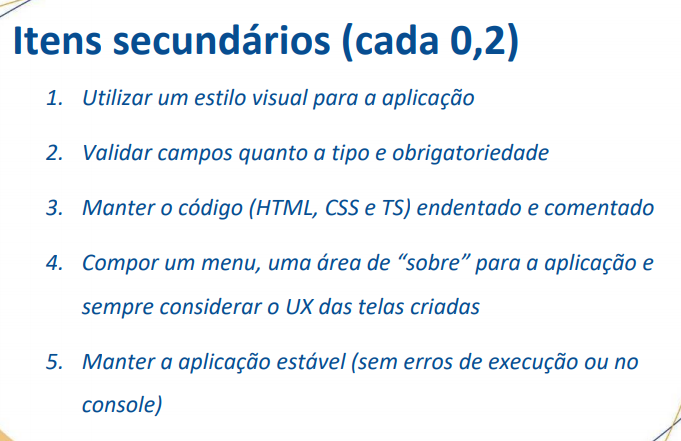 Itens secundários (cada 0,2)
1. Utilizar um estilo visual para a aplicação
2. Validar campos quanto a tipo e obrigatoriedade
3. Manter o código (HTML, CSS e TS) endentado e comentado
4. Compor um menu, uma área de “sobre” para a aplicação e
sempre considerar o UX das telas criadas
5. Manter a aplicação estável (sem erros de execução ou no
console)